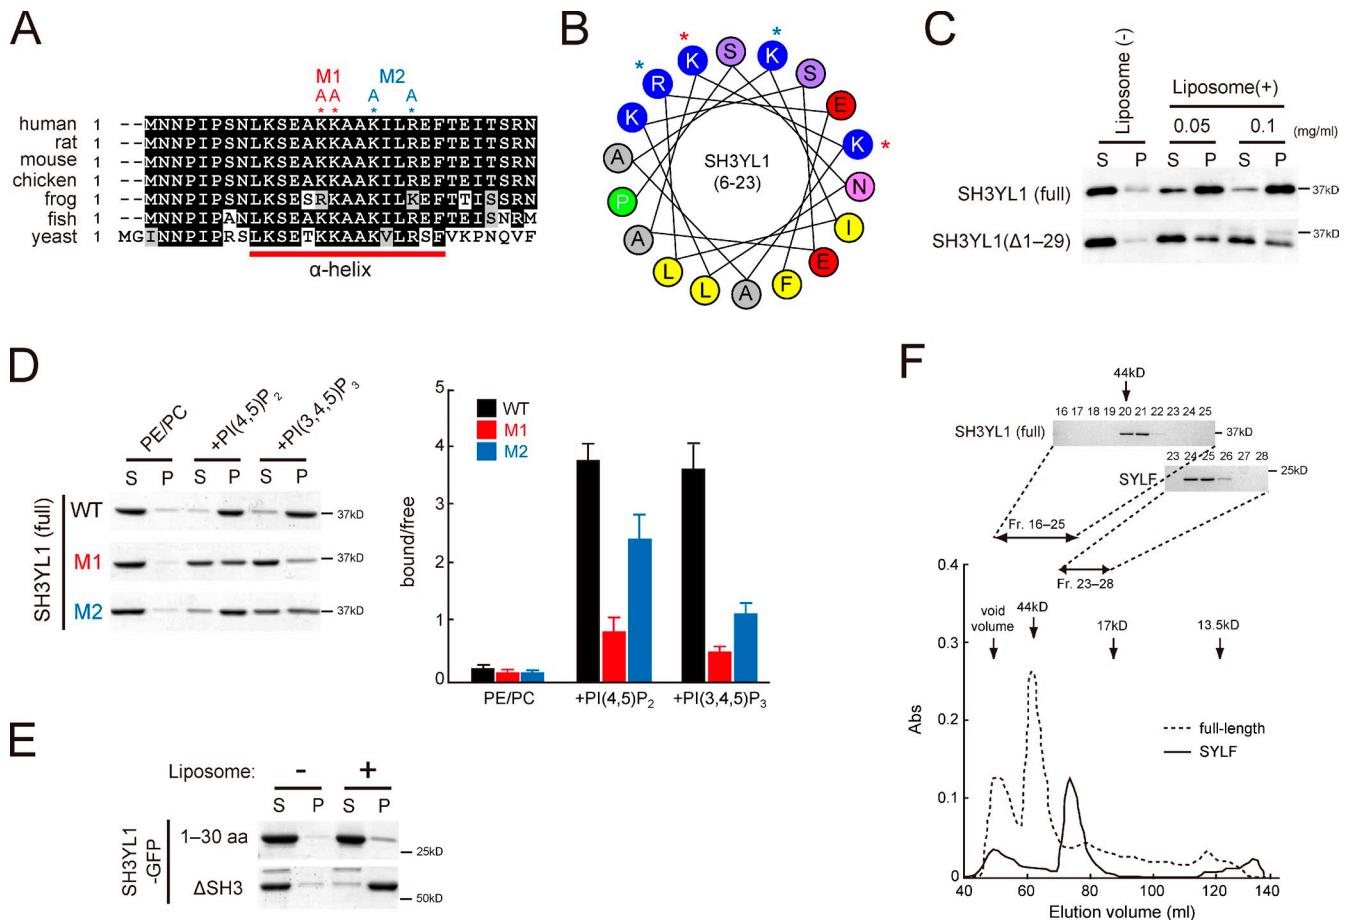 A
M1 M2
AA A A
* * * *
human 1 --MNNPIPSNLKSEAKKAAKILREFTEITSRN
rat 1 --MNNPIPSNLKSEAKKAAKILREFTEITSRN
mouse 1 --MNNPIPSNLKSEAKKAAKILREFTEITSRN
chicken 1 --MNNPIPSNLKSEAKKAAKILREFTEITSRN
frog 1 --MNNPIPSNLKSESRKAAKILKEFTTITSRN
fish 1 --MNNPIPANLKSEAKKAAKILREFTEISNRM
yeast 1 MGINNPIPRSLKSETKKAAKVLRSFVKPNQVF
α-helix
B
* *
K S K
* R S
K E
A K *
P N
A I
L E
L A F
SH3YL1
(6-23)
C
Liposome (-)
Liposome(+)
0.05 0.1 (mg/ml)
S P S P S P
SH3YL1 (full) 37kD
SH3YL1(Δ1–29) 37kD
D
PE/PC +PI(4,5)P2 +PI(3,4,5)P3
S P S P S P
SH3YL1 (full)
WT 37kD
M1 37kD
M2 37kD
5
4
3
2
1
0
bound/free
WT
M1
M2
PE/PC +PI(4,5)P2 +PI(3,4,5)P3
E
Liposome: - +
S P S P
SH3YL1
-GFP
1–30 aa 25kD
ΔSH3 50kD
F
44kD
16 17 18 19 20 21 22 23 24 25
SH3YL1 (full) 37kD
23 24 25 26 27 28
SYLF 25kD
Fr. 16–25
Fr. 23–28
0.4
0.3
0.2
0.1
0
Abs
void
volume
44kD
17kD
13.5kD
full-length
SYLF
40 60 80 100 120 140
Elution volume (ml)